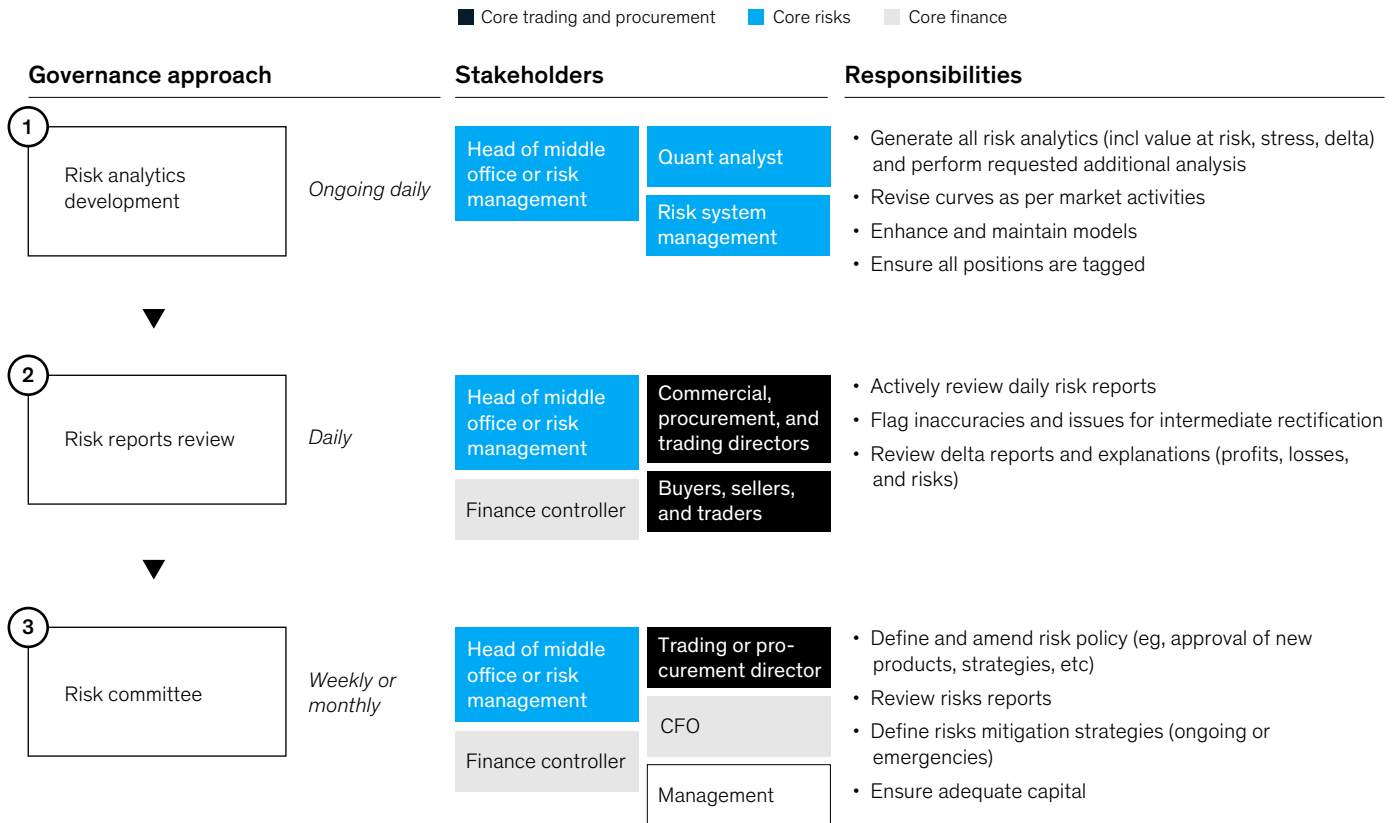 Core trading and procurement
Core risks
Core finance
Governance approach
Stakeholders
Responsibilities
1
Risk analytics
development
Ongoing daily
Head of middle
office or risk
management
Quant analyst
Risk system
management
• Generate all risk analytics (incl value at risk, stress, delta)
and perform requested additional analysis
• Revise curves as per market activities
• Enhance and maintain models
• Ensure all positions are tagged
2
Risk reports review
Daily
Head of middle
office or risk
management
Finance controller
Commercial,
procurement, and
trading directors
Buyers, sellers,
and traders
• Actively review daily risk reports
• Flag inaccuracies and issues for intermediate rectification
• Review delta reports and explanations (profits, losses,
and risks)
3
Risk committee
Weekly or
monthly
Head of middle
office or risk
management
Finance controller
Trading or pro-
curement director
CFO
Management
• Define and amend risk policy (eg, approval of new
products, strategies, etc)
• Review risks reports
• Define risks mitigation strategies (ongoing or
emergencies)
• Ensure adequate capital